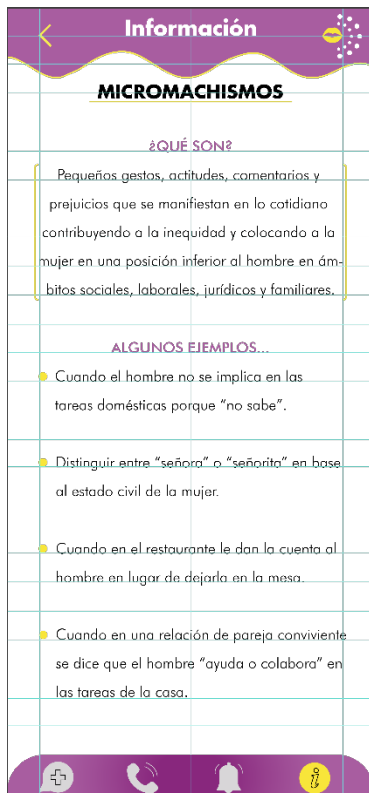 Información
MICROMACHISMOS
¿QUÉ SON?
Pequeños gestos, actitudes, comentarios y
prejuicios que se manifiestan en lo cotidiano
contribuyendo a la inequidad y colocando a la
mujer en una posición inferior al hombre en ám-
bitos sociales, laborales, jurídicos y familiares.
ALGUNOS EJEMPLOS...
Cuando el hombre no se implica en las
tareas domésticas porque “no sabe”.
Distinguir entre “señora” o “señorita” en base
al estado civil de la mujer.
Cuando en el restaurante le dan la cuenta al
hombre en lugar de dejarla en la mesa.
Cuando en una relación de pareja conviviente
se dice que el hombre “ayuda o colabora” en
las tareas de la casa.
i